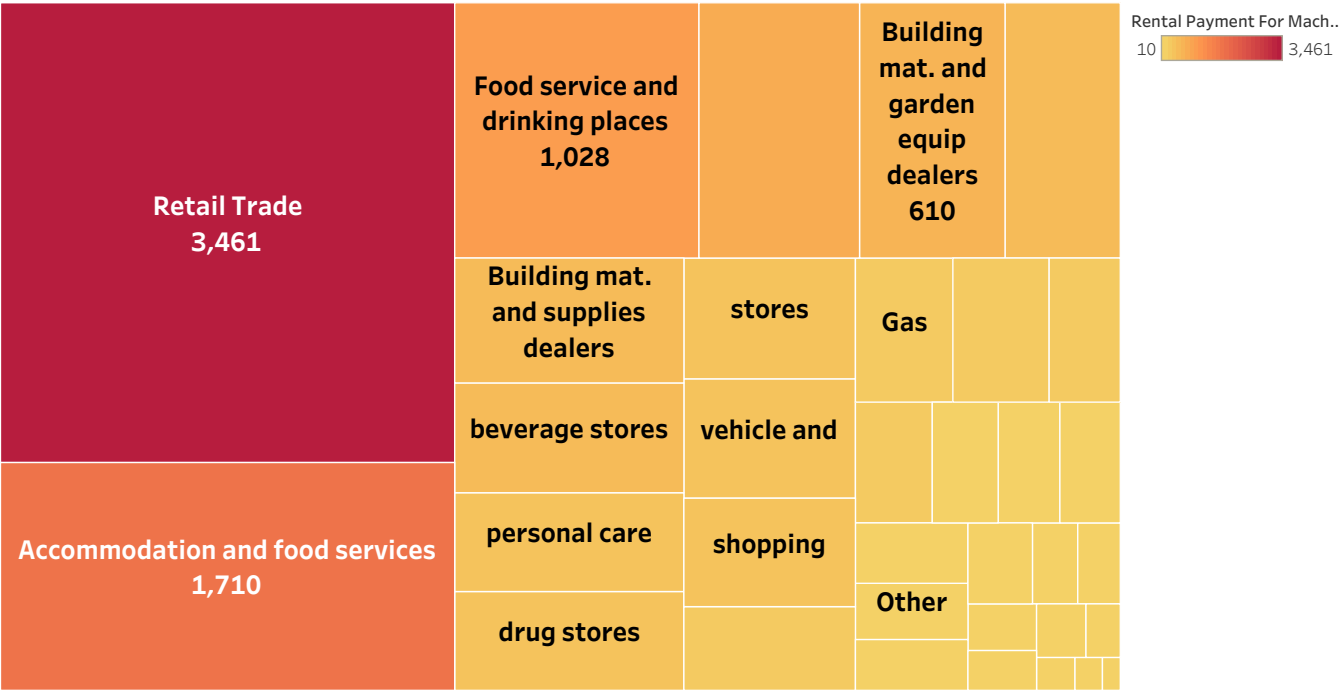 Retail Trade
3,461
Accommodation and food services
1,710
Food service and
drinking places
1,028
Building
mat. and
garden
equip
dealers
610
Building mat.
and supplies
dealers
beverage stores
personal care
drug stores
stores
vehicle and
shopping
Gas
Other
Rental Payment For Mach..
10
3,461